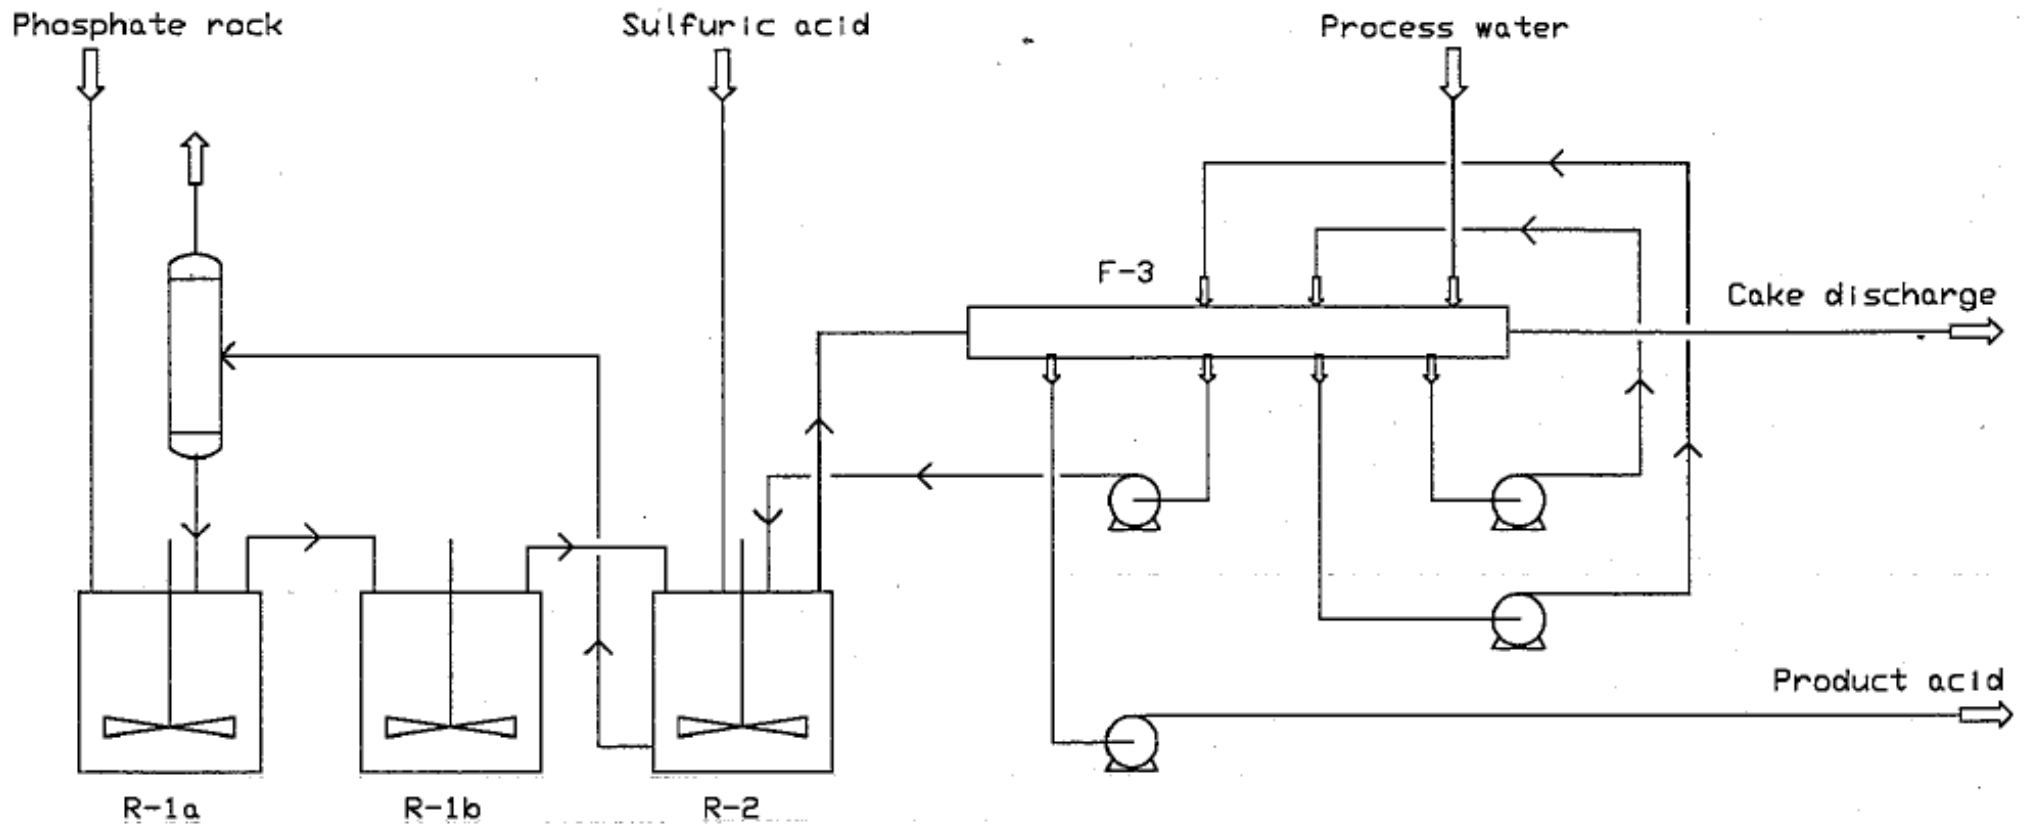 Phosphate rock
Sulfuric acid
Process water
F-3
Cake discharge
Product acid
R-1a
R-1b
R-2